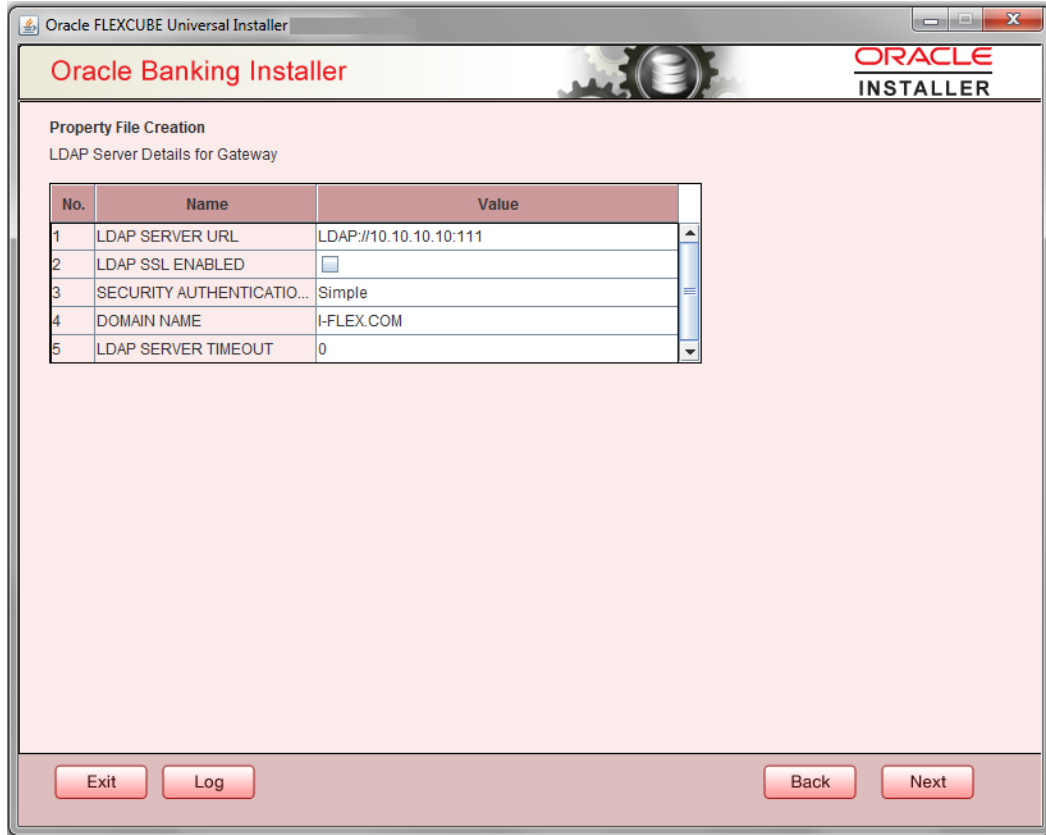 Oracle FLEXCUBE Universal Installer
Oracle Banking Installer
ORACLE
INSTALLER
Property File Creation
LDAP Server Details for Gateway
No. Name Value
1 LDAP SERVER URL LDAP://10.10.10.10:111
2 LDAP SSL ENABLED
3 SECURITY AUTHENTICATIO... Simple
4 DOMAIN NAME I-FLEX.COM
5 LDAP SERVER TIMEOUT 0
Exit Log Back Next